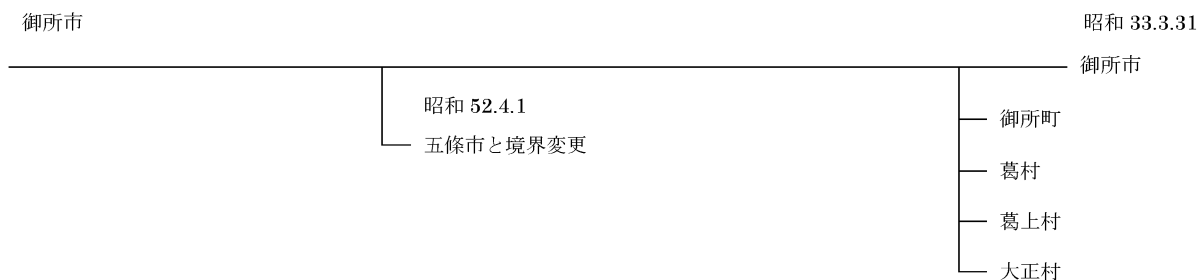 御所市
昭和 33.3.31
御所市
昭和 52.4.1
五條市と境界変更
御所町
葛村
葛上村
大正村